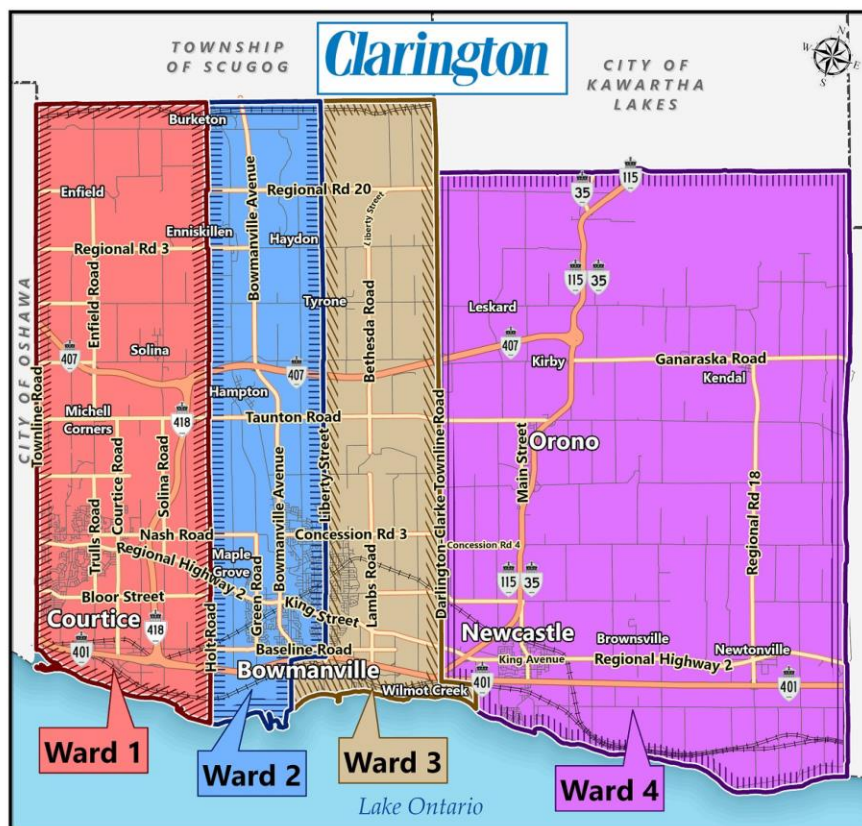 TOWNSHIP
OF SCUGOG
Clarington
CITY OF
KAWARTHA
LAKES
N
W
E
S
Burketon
115
35
Enfield
Regional Rd 20
Liberty Street
Enniskillen
Haydon
Regional Rd 3
Bowmanville Avenue
115
35
Enfield Road
Tyrone
Leskard
CITY OF OSHAWA
Bethesda Road
407
Solina
407
407
Kirby
Ganaraska Road
Kendal
Hampton
Townline Road
Michell
Corners
418
Taunton Road
Orono
Darlington-Clarke Townline Road
Main Street
Courtice Road
Solina Road
Liberty Street
Bowmanville Avenue
Regional Rd 18
Trulls Road
Nash Road
Concession Rd 3
Concession Rd 4
Regional Highway 2
Maple
Grove
Green Road
Lambs Road
115
35
Bloor Street
King Street
Courtice
418
Newcastle
Brownsville
Holt Road
401
Baseline Road
Newtonville
King Avenue
Regional Highway 2
Bowmanville
Wilmot Creek
401
401
Ward 1
Ward 2
Ward 3
Ward 4
Lake Ontario